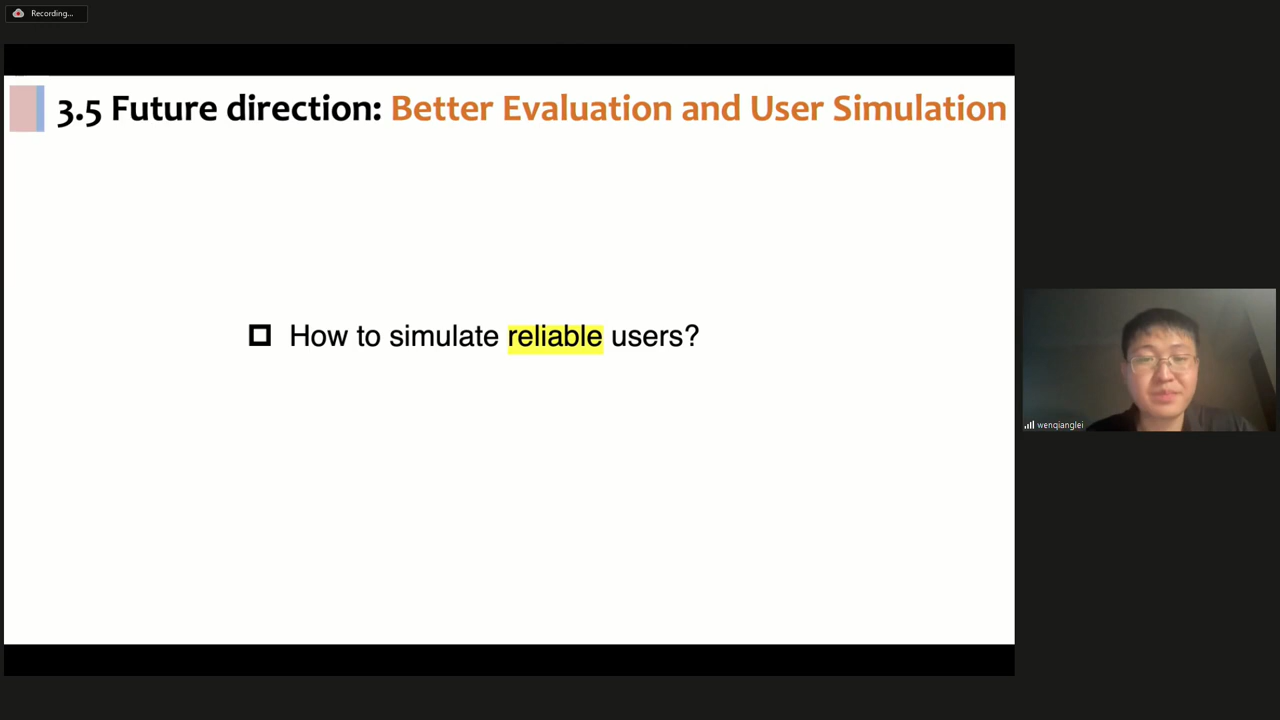 Recording...
3.5 Future direction: Better Evaluation and User Simulation
How to simulate reliable users?
wenqianglei